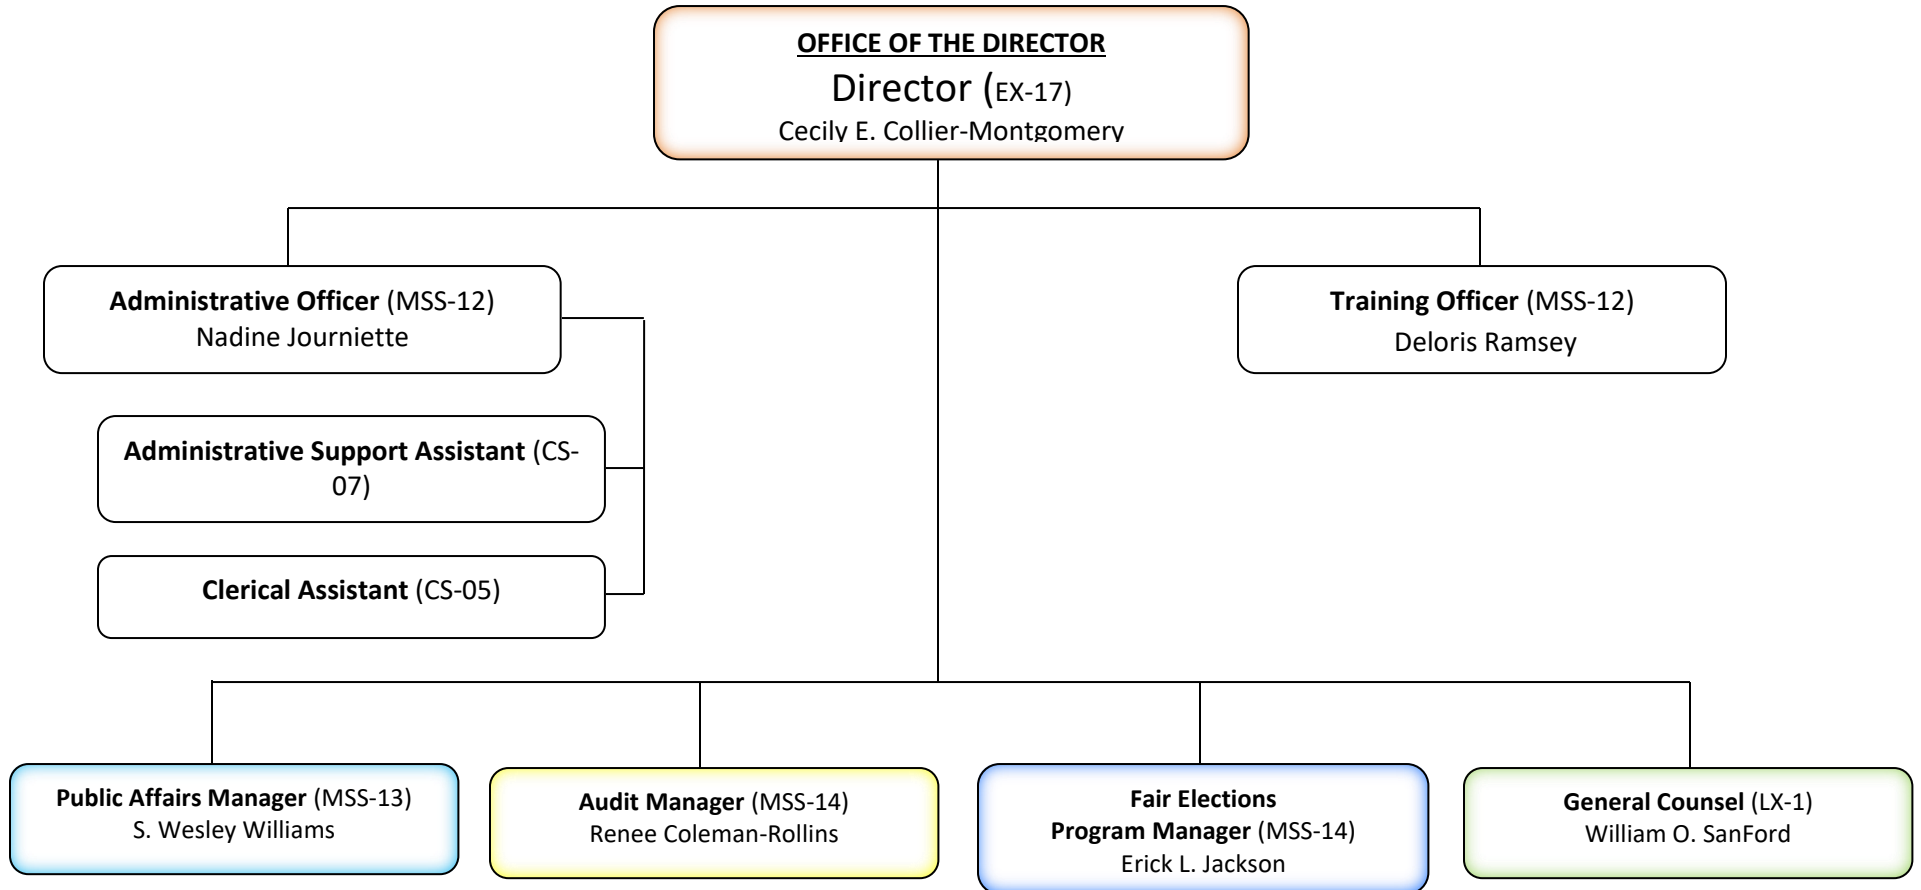 OFFICE OF THE DIRECTOR
Director (EX-17)
Cecily E. Collier-Montgomery
Administrative Officer (MSS-12)
Nadine Journiette
Training Officer (MSS-12)
Deloris Ramsey
Administrative Support Assistant (CS-
07)
Clerical Assistant (CS-05)
Public Affairs Manager (MSS-13)
S. Wesley Williams
Audit Manager (MSS-14)
Renee Coleman-Rollins
Fair Elections
Program Manager (MSS-14)
Erick L. Jackson
General Counsel (LX-1)
William O. SanFord